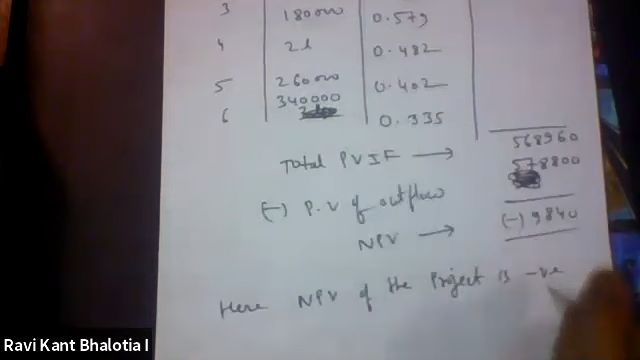 3 180000 0.579
4 2l 0.482
5 260000 0.402
6 340000 0.335
Total PVIF → 568960
(-) P.V of outflow 578800
NPV → (-) 9840
Here NPV of the Project is -ve
Ravi Kant Bhalotia I